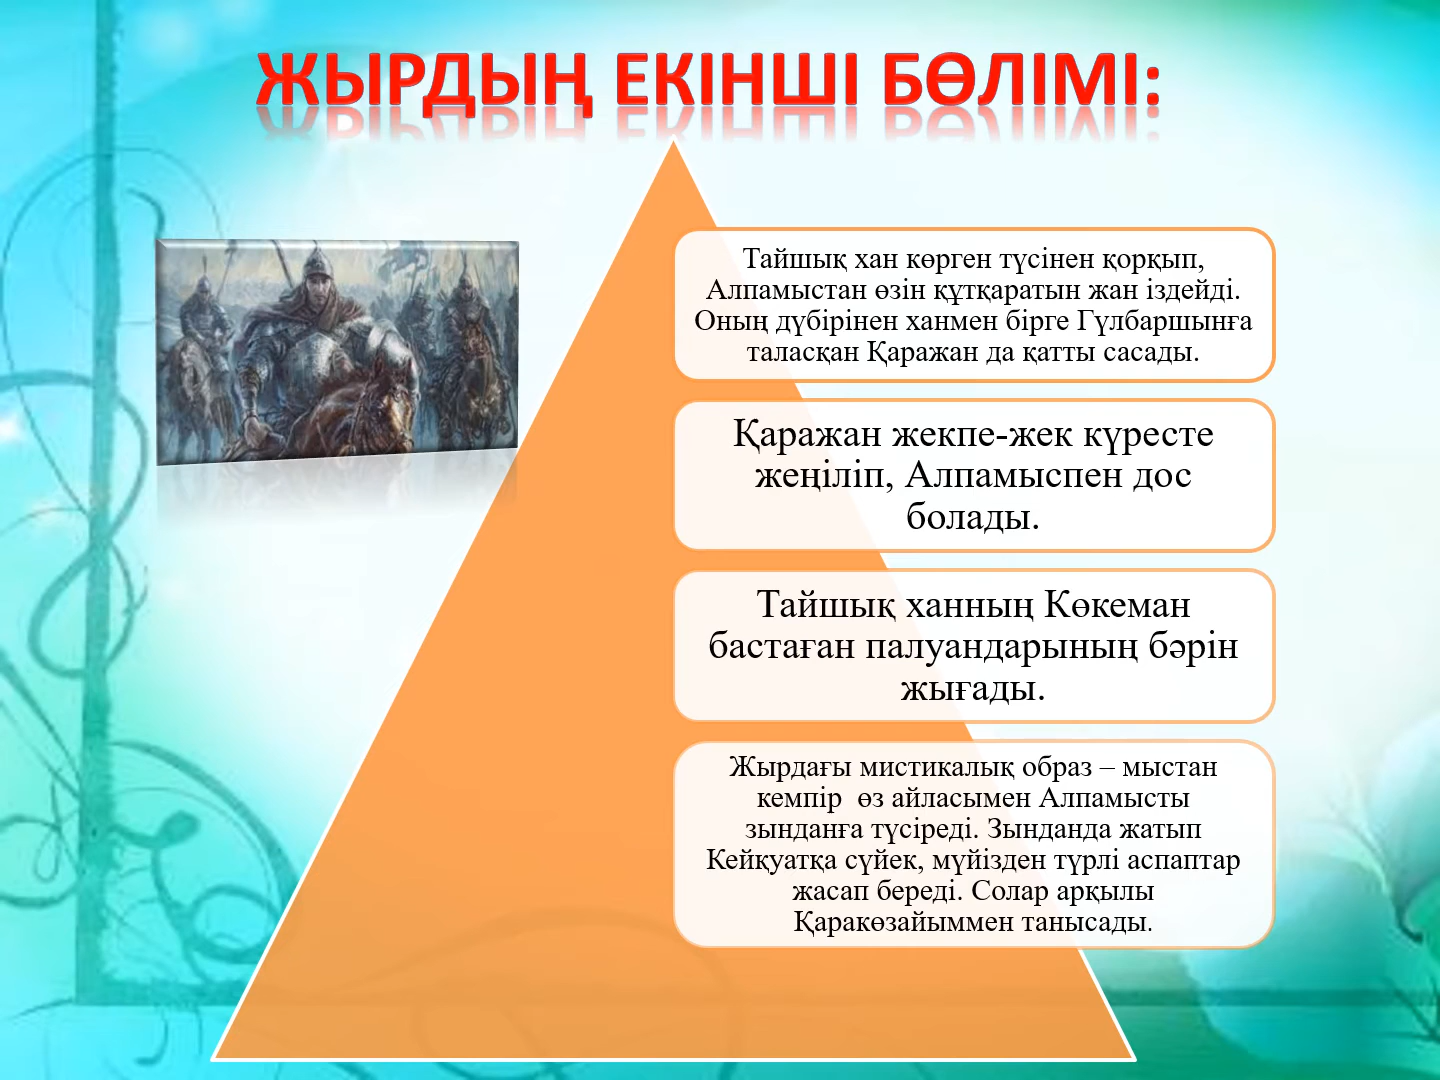 ЖЫРДЫҢ ЕКІНШІ БӨЛІМІ:
Тайшық хан көрген түсінен қорқып,
Алпамыстан өзін құтқаратын жан іздейді.
Оның дүбірінен ханмен бірге Гүлбаршынға
таласқан Қаражан да қатты сасады.
Қаражан жекпе-жек күресте
жеңіліп, Алпамыспен дос
болады.
Тайшық ханның Көкеман
бастаған палуандарының бәрін
жығады.
Жырдағы мистикалық образ – мыстан
кемпір  өз айласымен Алпамысты
зынданға түсіреді. Зынданда жатып
Кейқуатқа сүйек, мүйізден түрлі аспаптар
жасап береді. Солар арқылы
Қаракөзайыммен танысады.